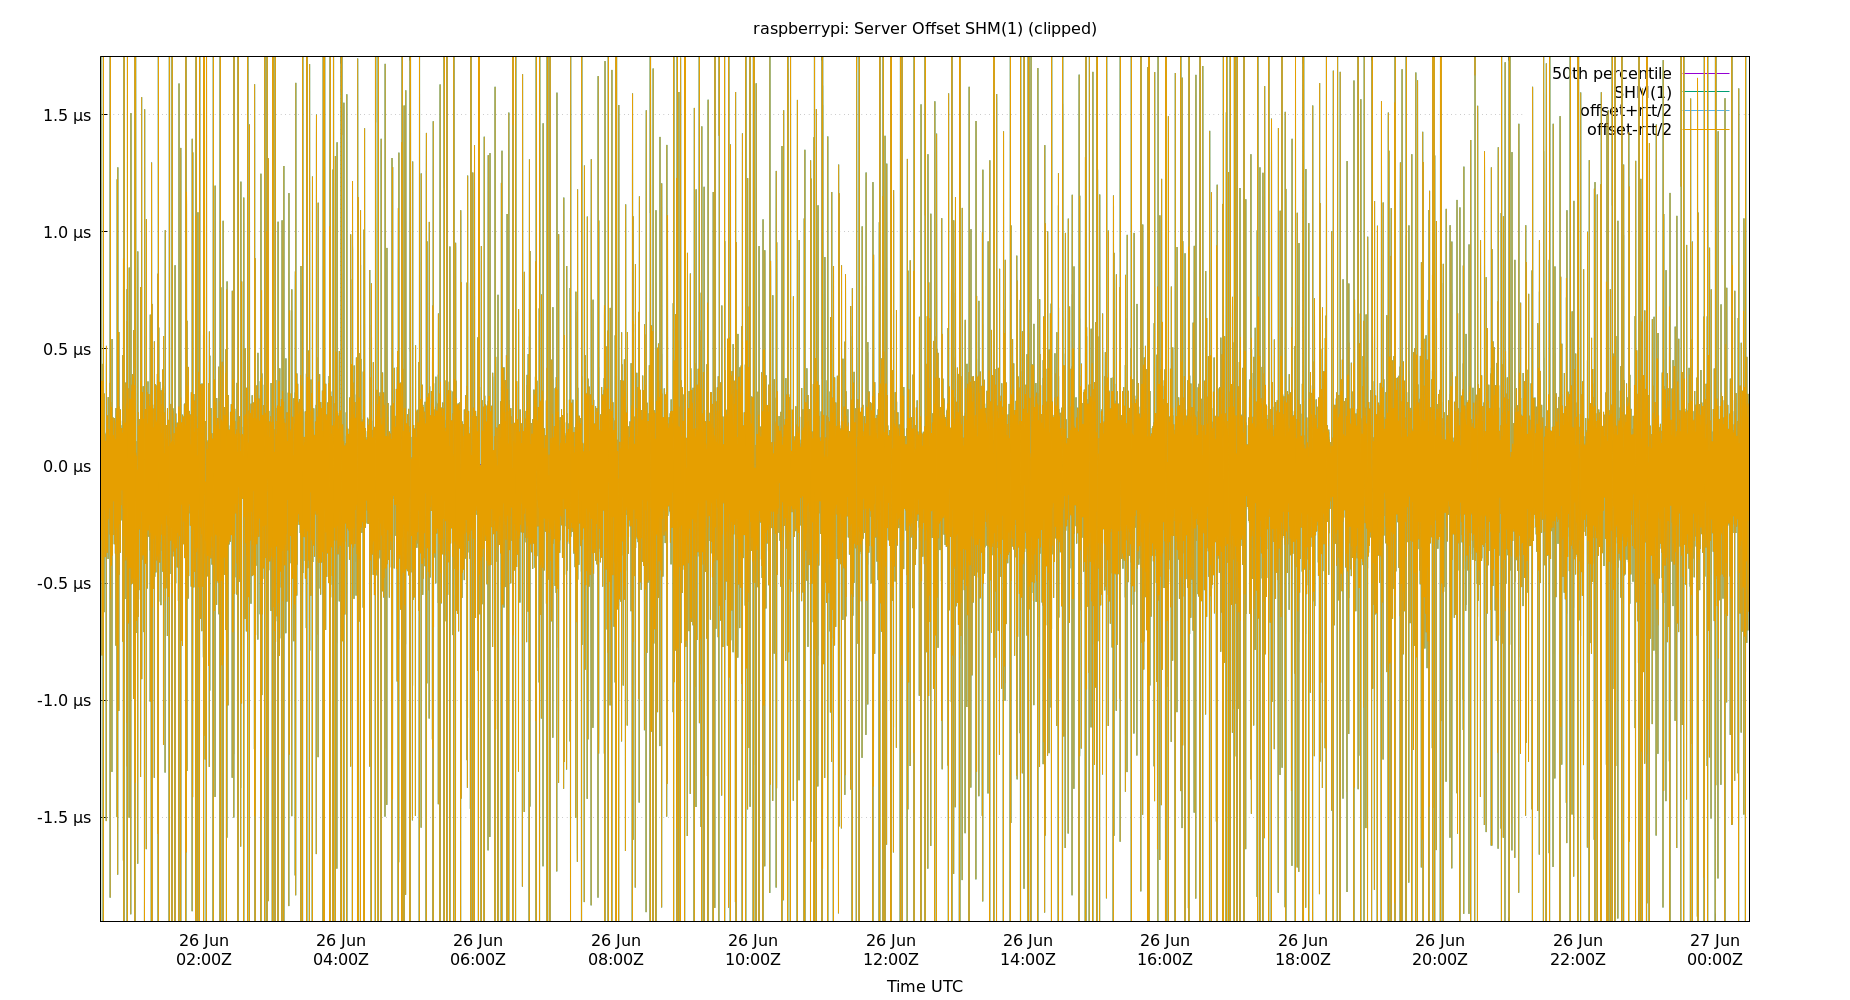 raspberrypi: Server Offset SHM(1) (clipped)
50th percentile
SHM(1)
offset+rtt/2
offset-rtt/2
1.5 µs
1.0 µs
0.5 µs
0.0 µs
-0.5 µs
-1.0 µs
-1.5 µs
26 Jun 26 Jun 26 Jun 26 Jun 26 Jun 26 Jun 26 Jun 26 Jun 26 Jun 26 Jun 26 Jun 27 Jun
02:00Z 04:00Z 06:00Z 08:00Z 10:00Z 12:00Z 14:00Z 16:00Z 18:00Z 20:00Z 22:00Z 00:00Z
Time UTC